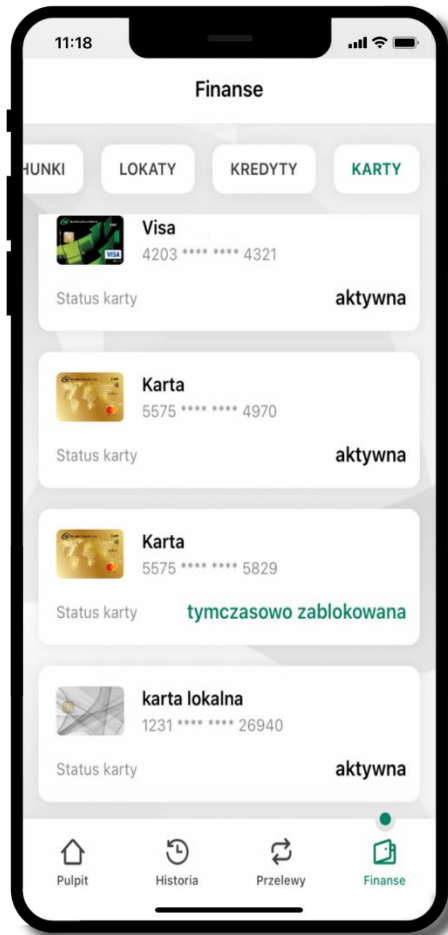 11:18
Finanse
HUNKI LOKATY KREDYTY KARTY
Visa
4203 **** **** 4321
VISA
Status karty aktywna
Karta
5575 **** **** 4970
Status karty aktywna
Karta
5575 **** **** 5829
Status karty tymczasowo zablokowana
karta lokalna
1231 **** **** 26940
Status karty aktywna
Pulpit Historia Przelewy Finanse